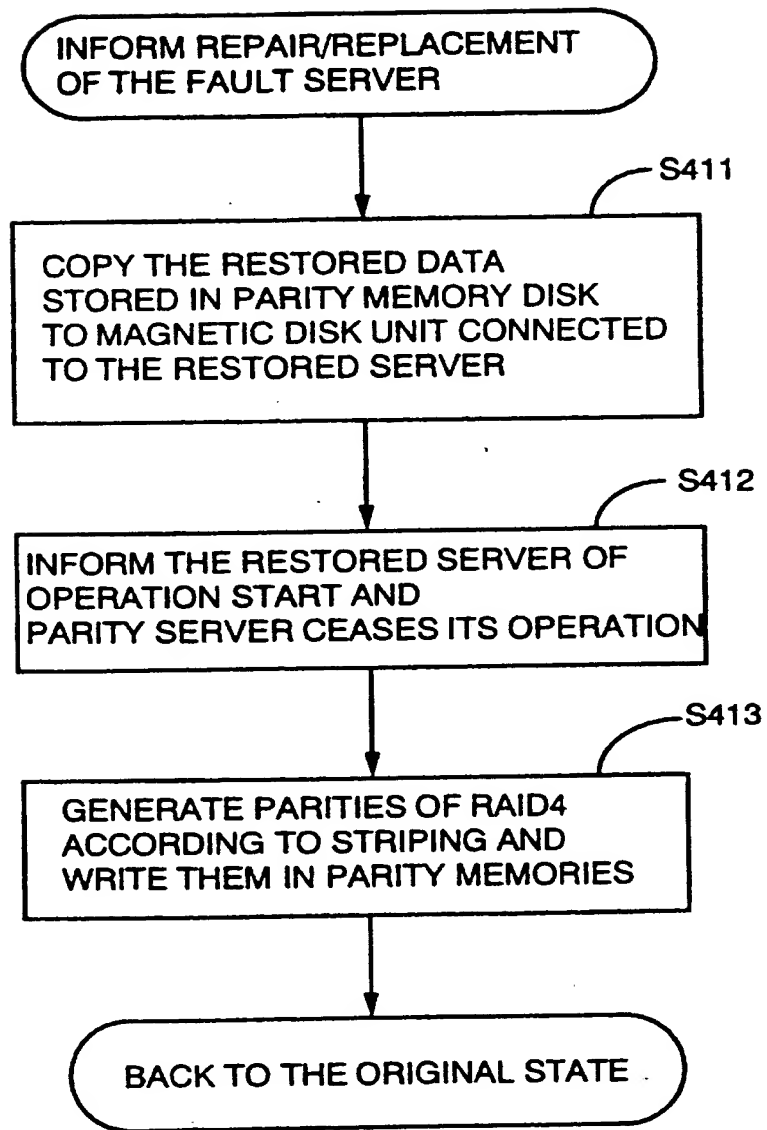 INFORM REPAIR/REPLACEMENT
OF THE FAULT SERVER
S411
COPY THE RESTORED DATA
STORED IN PARITY MEMORY DISK
TO MAGNETIC DISK UNIT CONNECTED
TO THE RESTORED SERVER
S412
INFORM THE RESTORED SERVER OF
OPERATION START AND
PARITY SERVER CEASES ITS OPERATION
S413
GENERATE PARITIES OF RAID4
ACCORDING TO STRIPING AND
WRITE THEM IN PARITY MEMORIES
BACK TO THE ORIGINAL STATE